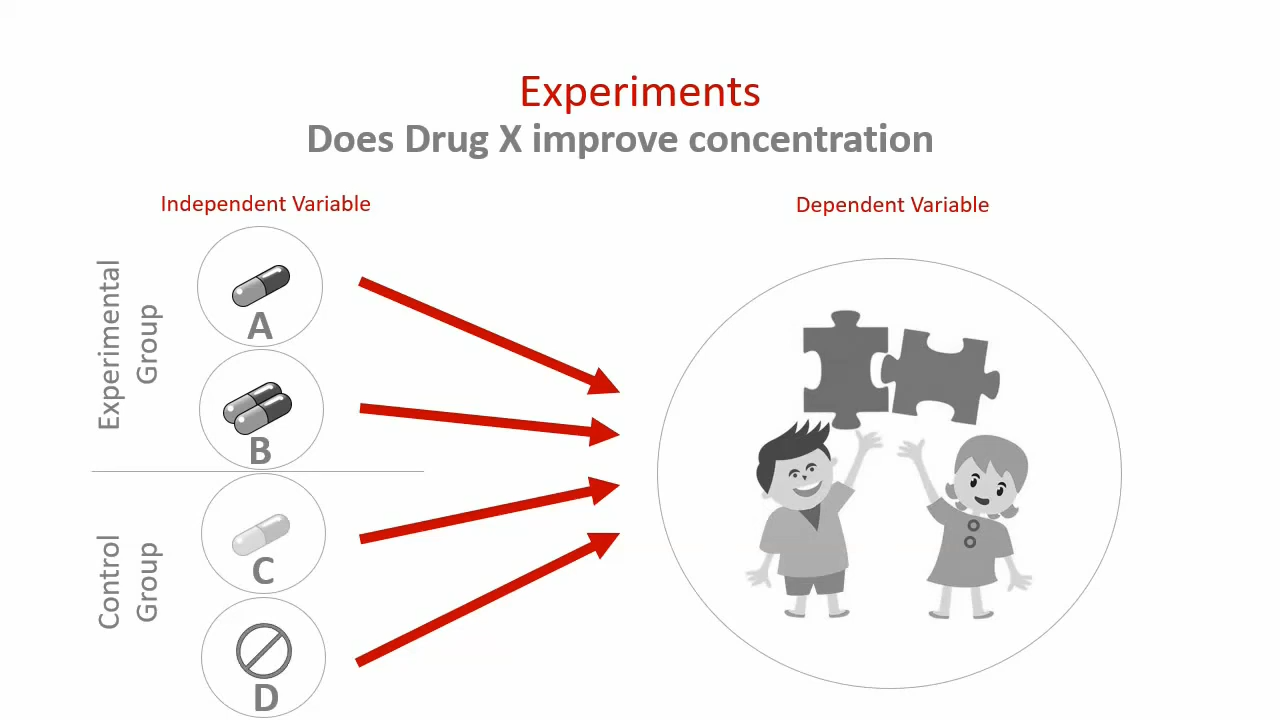 Experiments
Does Drug X improve concentration
Independent Variable
Dependent Variable
Experimental
Group
A
B
Control
Group
C
D